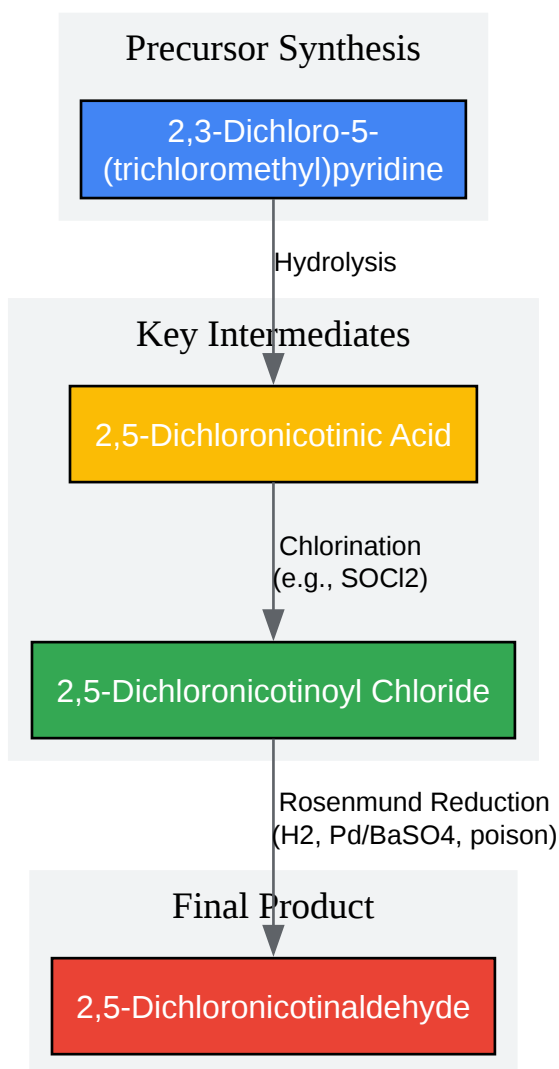 Precursor Synthesis
2,3-Dichloro-5-
(trichloromethyl)pyridine
Hydrolysis
Key Intermediates
2,5-Dichloronicotinic Acid
Chlorination
(e.g., SOCl2)
2,5-Dichloronicotinoyl Chloride
Rosenmund Reduction
(H2, Pd/BaSO4, poison)
Final Product
2,5-Dichloronicotinaldehyde